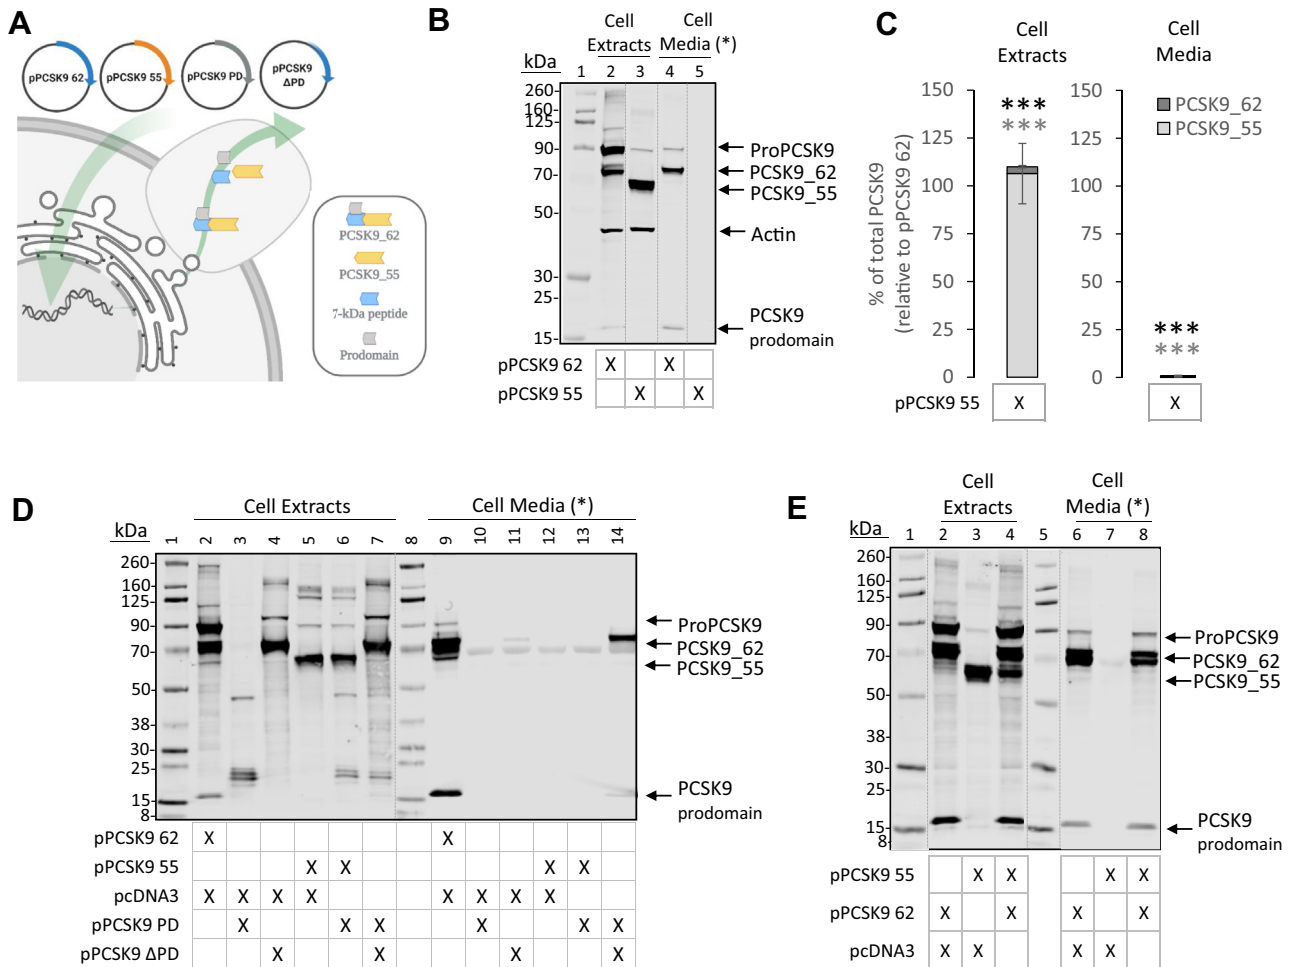 A
pPCSK9 62
pPCSK9 55
pPCSK9 PD
pPCSK9
ΔPD
PCSK9_62
PCSK9_55
7-kDa peptide
Prodomain
B
Cell
Extracts
Cell
Media (*)
kDa
1 2 3 4 5
260-
160-
125-
90-
70-
50-
30-
25-
15-
ProPCSK9
PCSK9_62
PCSK9_55
Actin
PCSK9
prodomain
pPCSK9 62 X X
pPCSK9 55 X X
C
Cell
Extracts
Cell
Media
% of total PCSK9
(relative to pPCSK9 62)
150
125
100
75
50
25
0
***
***
150
125
100
75
50
25
0
***
***
PCSK9_62
PCSK9_55
pPCSK9 55 X X
D
Cell Extracts
Cell Media (*)
kDa
1 2 3 4 5 6 7 8 9 10 11 12 13 14
260-
160-
125-
90-
70-
50-
38-
30-
25-
15-
8-
ProPCSK9
PCSK9_62
PCSK9_55
PCSK9
prodomain
pPCSK9 62 X X
pPCSK9 55 X X X X
pcDNA3 X X X X X X X X
pPCSK9 PD X X X X X X
pPCSK9 ΔPD X X X X
E
Cell
Extracts
Cell
Media (*)
kDa
1 2 3 4 5 6 7 8
260-
160-
125-
90-
70-
50-
38-
30-
25-
15-
8-
ProPCSK9
PCSK9_62
PCSK9_55
PCSK9
prodomain
pPCSK9 55 X X X X
pPCSK9 62 X X X X
pcDNA3 X X X X